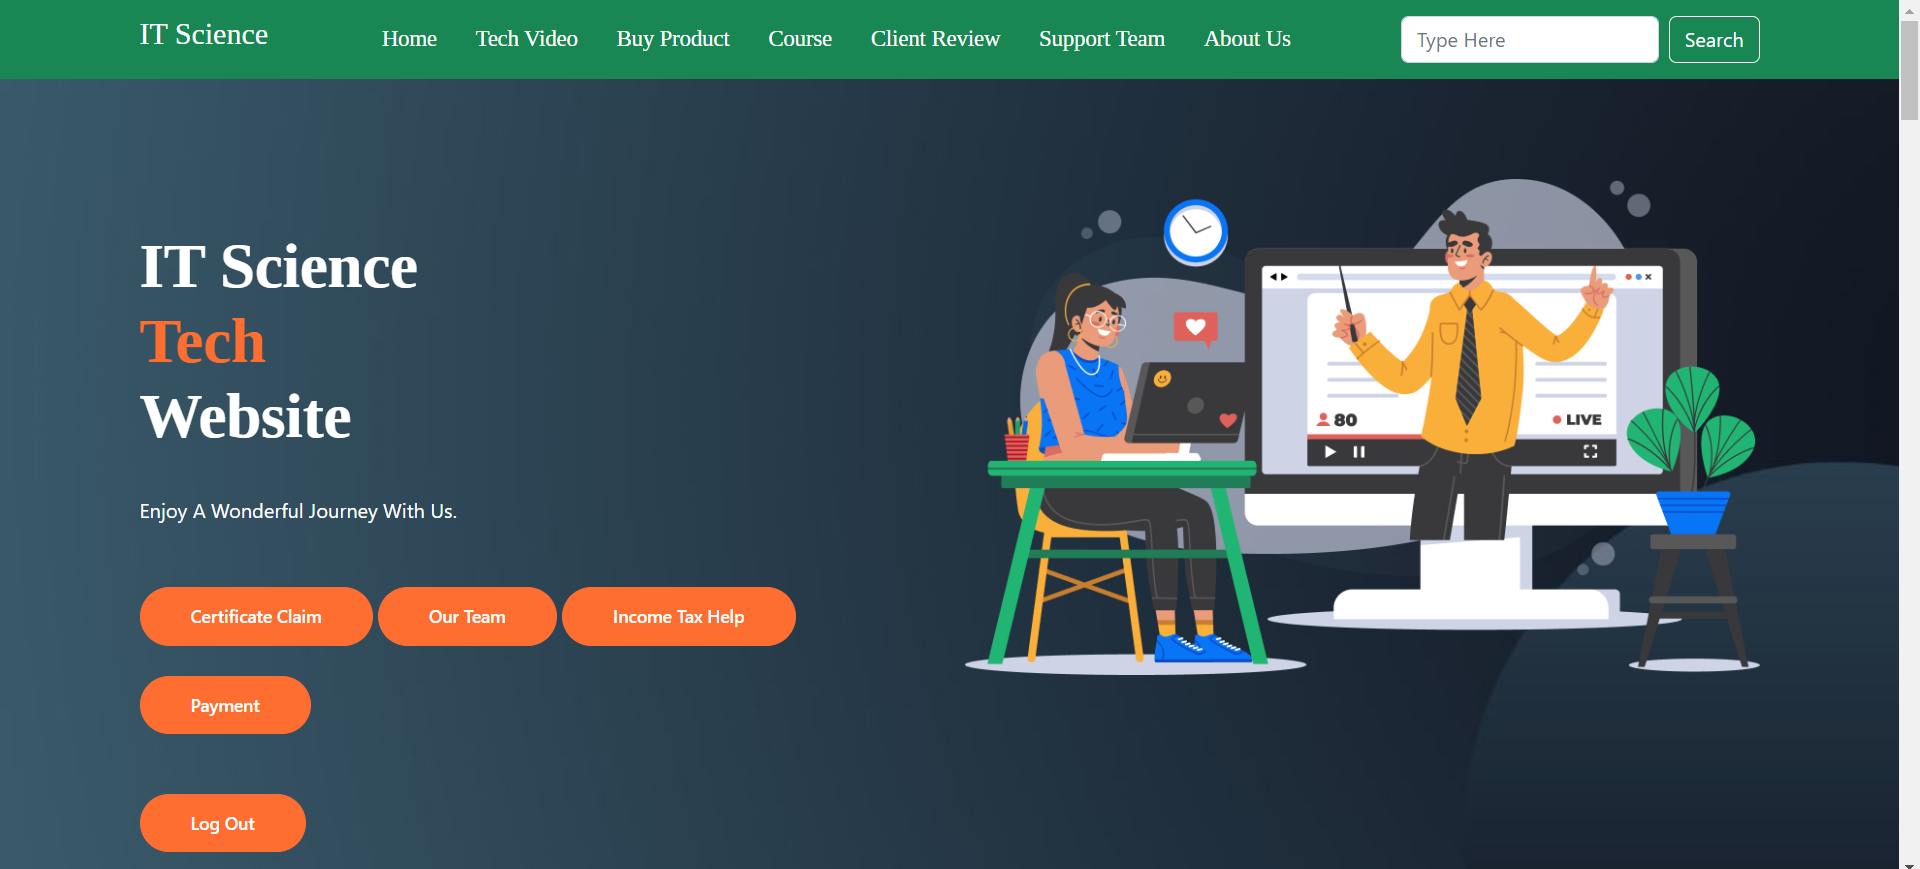 IT Science Home Tech Video Buy Product Course Client Review Support Team About Us Type Here Search
IT Science
Tech
Website
Enjoy A Wonderful Journey With Us.
Certificate Claim Our Team Income Tax Help
Payment
Log Out
80 LIVE